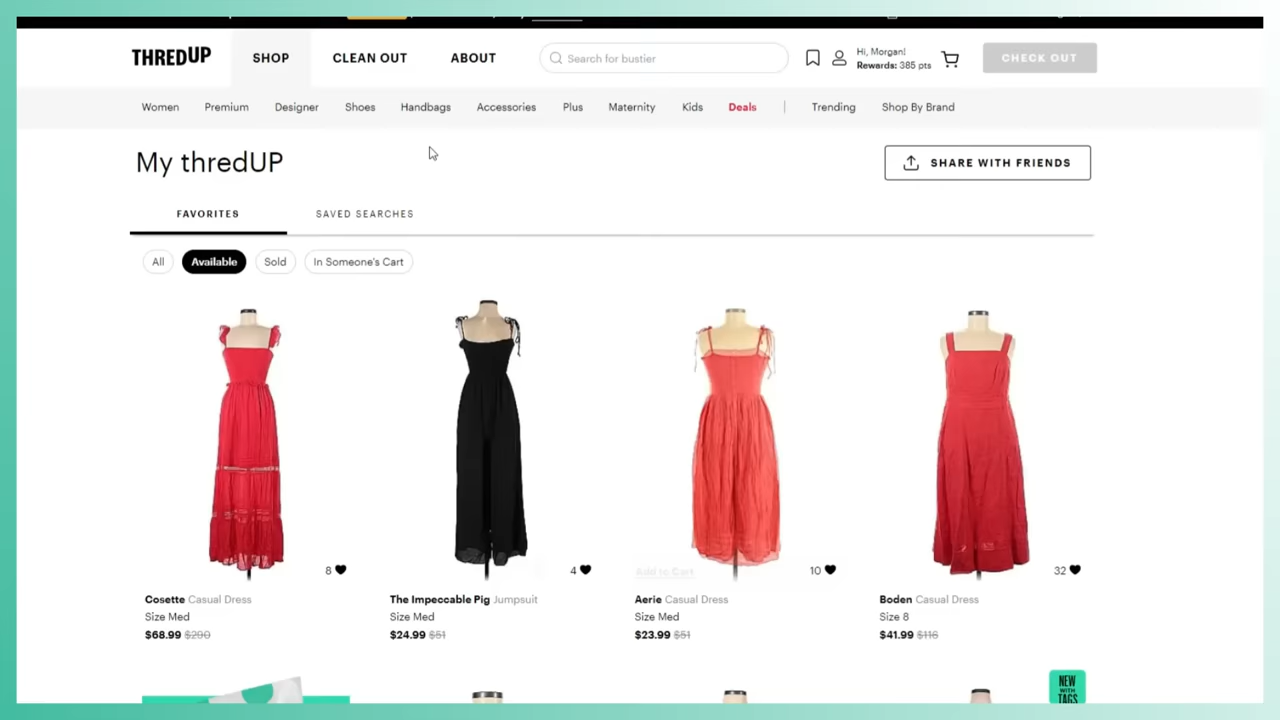 THREDUP
SHOP
CLEAN OUT
ABOUT
Search for bustier
Hi, Morgan!
Rewards: 385 pts
CHECK OUT
Women Premium Designer Shoes Handbags Accessories Plus Maternity Kids Deals | Trending Shop By Brand
My thredUP
SHARE WITH FRIENDS
FAVORITES SAVED SEARCHES
All Available Sold In Someone's Cart
8
4
Add to Cart
10
32
Cosette Casual Dress
Size Med
$68.99 $290
The Impeccable Pig Jumpsuit
Size Med
$24.99 $51
Aerie Casual Dress
Size Med
$23.99 $51
Boden Casual Dress
Size 8
$41.99 $116
NEW
WITH
TAGS